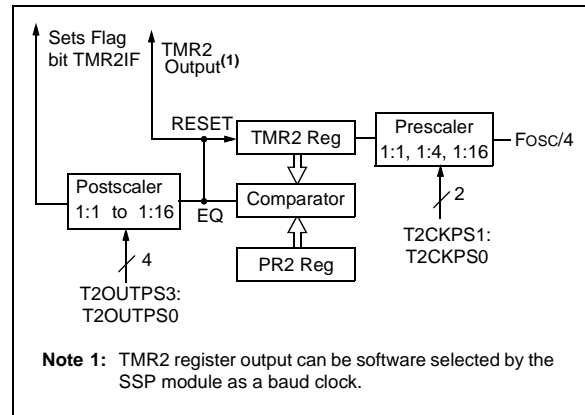 Sets Flag
bit TMR2IF
TMR2
Output(1)
RESET
TMR2 Reg
Prescaler
1:1, 1:4, 1:16
FOSC/4
Postscaler
1:1 to 1:16
EQ
Comparator
2
4
PR2 Reg
T2CKPS1:
T2CKPS0
T2OUTPS3:
T2OUTPS0
Note 1: TMR2 register output can be software selected by the
SSP module as a baud clock.